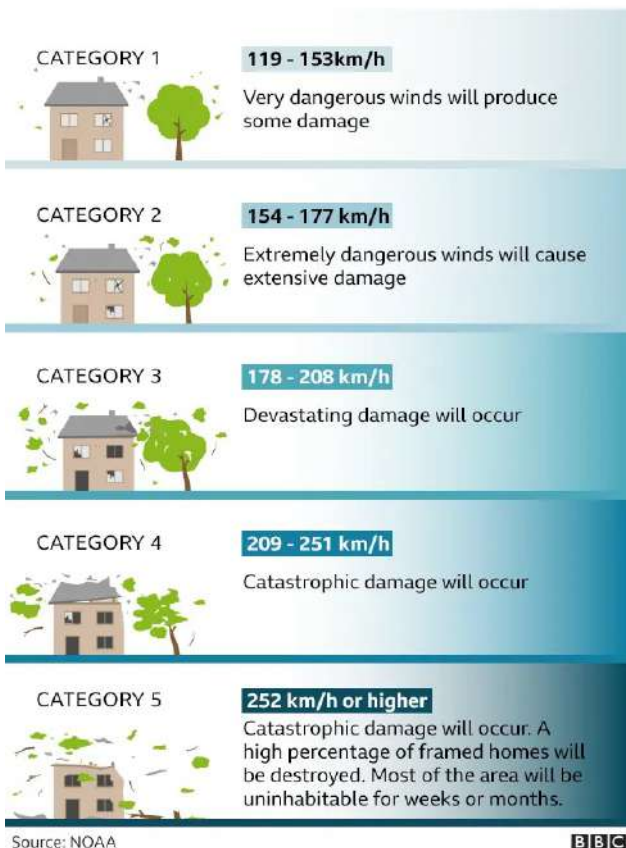 CATEGORY 1
119 - 153km/h
Very dangerous winds will produce
some damage
CATEGORY 2
154 - 177 km/h
Extremely dangerous winds will cause
extensive damage
CATEGORY 3
178 - 208 km/h
Devastating damage will occur
CATEGORY 4
209 - 251 km/h
Catastrophic damage will occur
CATEGORY 5
252 km/h or higher
Catastrophic damage will occur. A
high percentage of framed homes will
be destroyed. Most of the area will be
uninhabitable for weeks or months.
Source: NOAA
BBC